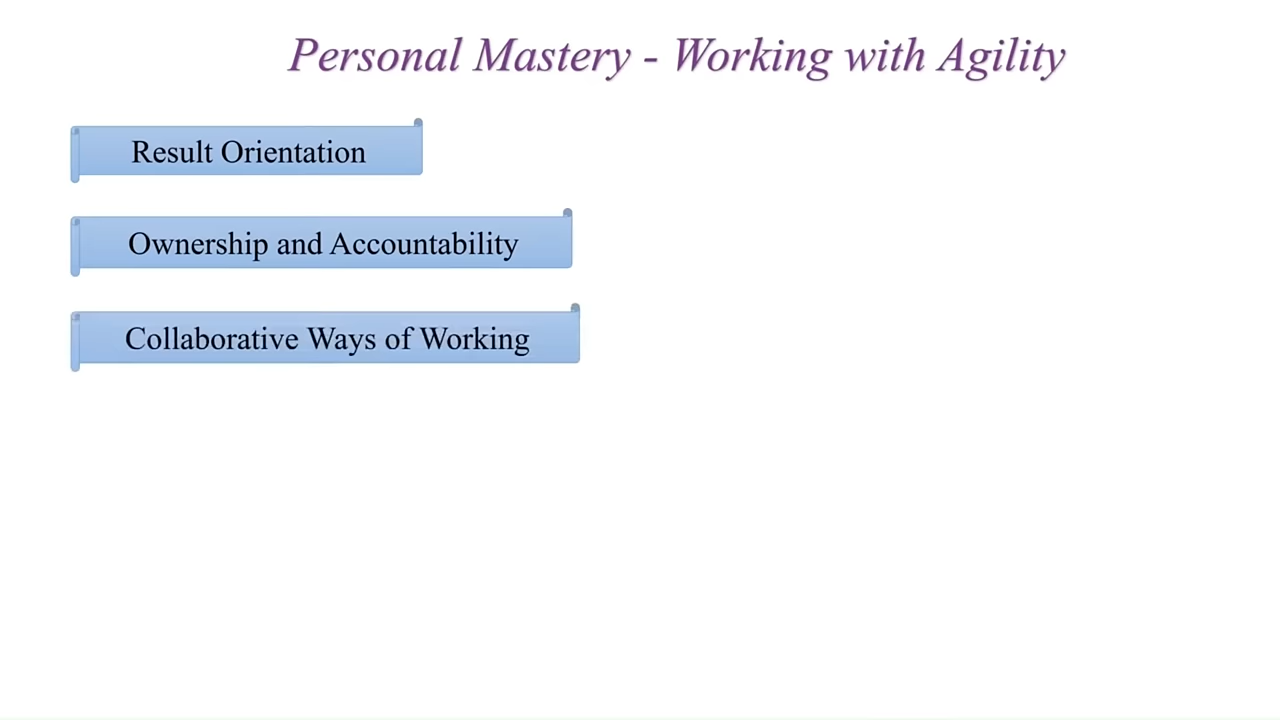 Personal Mastery - Working with Agility
Result Orientation
Ownership and Accountability
Collaborative Ways of Working